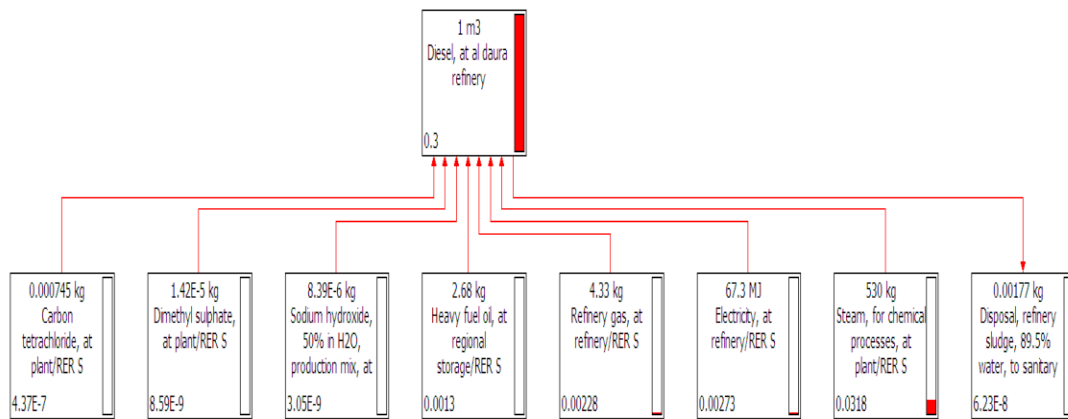 1 m3
Diesel, at al daura
refinery
0.3
0.000745 kg
Carbon
tetrachloride, at
plant/RER S
4.37E-7
1.42E-5 kg
Dimethyl sulphate,
at plant/RER S
8.59E-9
8.39E-6 kg
Sodium hydroxide,
50% in H2O,
production mix, at
3.05E-9
2.68 kg
Heavy fuel oil, at
regional
storage/RER S
0.0013
4.33 kg
Refinery gas, at
refinery/RER S
0.00228
67.3 MJ
Electricity, at
refinery/RER S
0.00273
530 kg
Steam, for chemical
processes, at
plant/RER S
0.0318
0.00177 kg
Disposal, refinery
sludge, 89.5%
water, to sanitary
6.23E-8